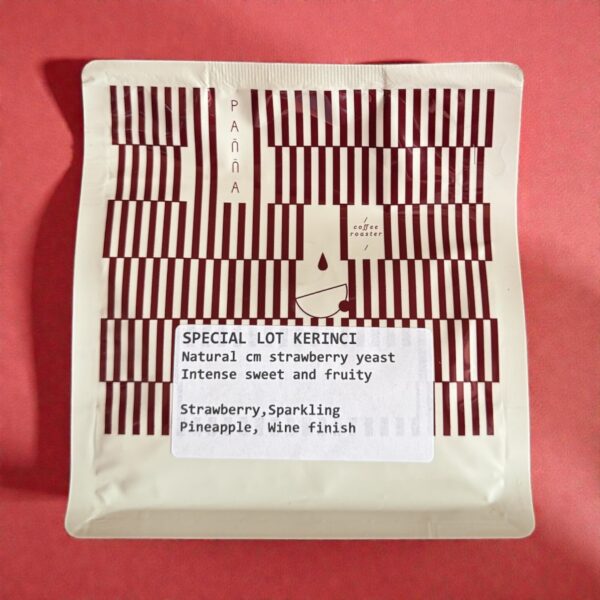 PAÑÑA
/
coffee
roaster
/
SPECIAL LOT KERINCI
Natural cm strawberry yeast
Intense sweet and fruity
Strawberry,Sparkling
Pineapple, Wine finish